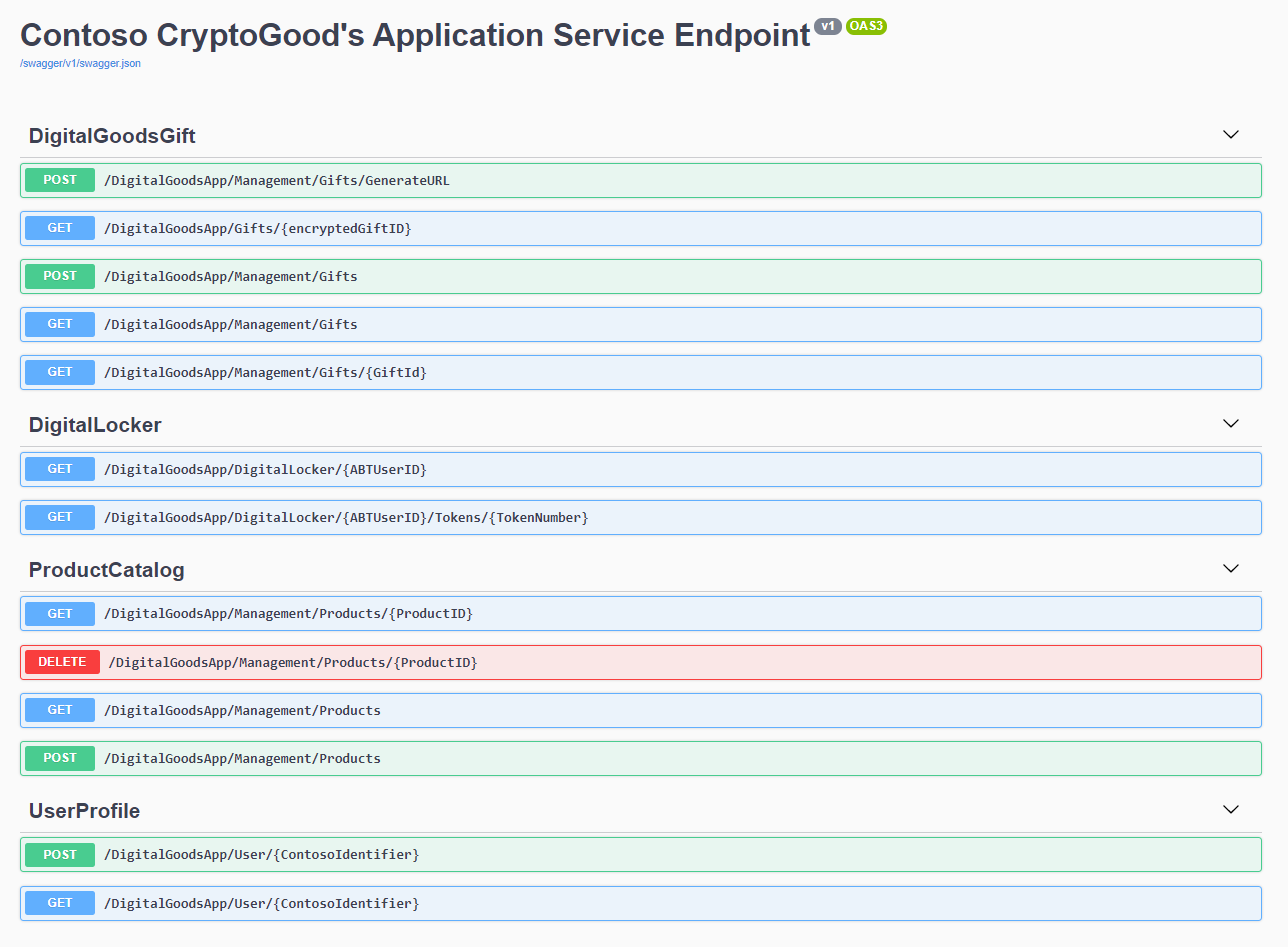 Contoso CryptoGood's Application Service Endpoint v1 OAS3
/swagger/v1/swagger.json
DigitalGoodsGift
POST /DigitalGoodsApp/Management/Gifts/GenerateURL
GET /DigitalGoodsApp/Gifts/{encryptedGiftID}
POST /DigitalGoodsApp/Management/Gifts
GET /DigitalGoodsApp/Management/Gifts
GET /DigitalGoodsApp/Management/Gifts/{GiftId}
DigitalLocker
GET /DigitalGoodsApp/DigitalLocker/{ABTUserID}
GET /DigitalGoodsApp/DigitalLocker/{ABTUserID}/Tokens/{TokenNumber}
ProductCatalog
GET /DigitalGoodsApp/Management/Products/{ProductID}
DELETE /DigitalGoodsApp/Management/Products/{ProductID}
GET /DigitalGoodsApp/Management/Products
POST /DigitalGoodsApp/Management/Products
UserProfile
POST /DigitalGoodsApp/User/{ContosoIdentifier}
GET /DigitalGoodsApp/User/{ContosoIdentifier}